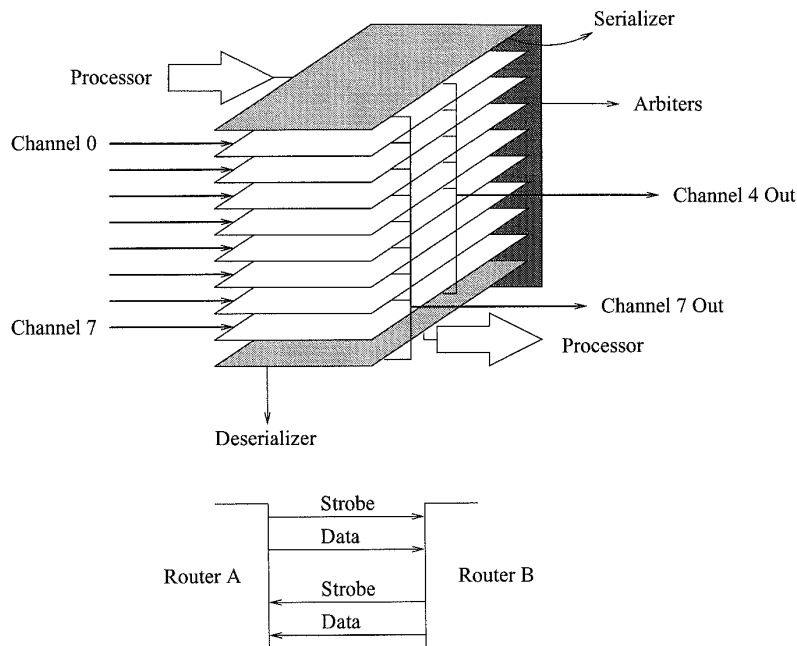 Serializer
Processor
Arbiters
Channel 0
Channel 4 Out
Channel 7 Out
Channel 7
Processor
Deserializer
Strobe
Data
Router A
Router B
Strobe
Data